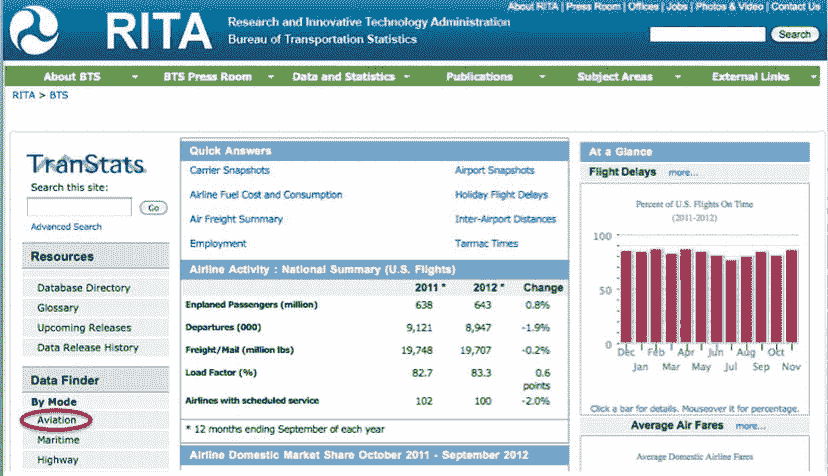 About RITA | Press Room | Offices | Jobs | Photos & Video | Contact Us
RITA
Research and Innovative Technology Administration
Bureau of Transportation Statistics
Search
About BTS
BTS Press Room
Data and Statistics
Publications
Subject Areas
External Links
RITA > BTS
TranStats
Search this site:
Go
Advanced Search
Resources
Database Directory
Glossary
Upcoming Releases
Data Release History
Data Finder
By Mode
Aviation
Maritime
Highway
Quick Answers
Carrier Snapshots Airport Snapshots
Airline Fuel Cost and Consumption Holiday Flight Delays
Air Freight Summary Inter-Airport Distances
Employment Tarmac Times
Airline Activity : National Summary (U.S. Flights)
2011 * 2012 * Change
Enplaned Passengers (million) 638 643 0.8%
Departures (000) 9,121 8,947 -1.9%
Freight/Mail (million lbs) 19,748 19,707 -0.2%
Load Factor (%) 82.7 83.3 0.6
points
Airlines with scheduled service 102 100 -2.0%
* 12 months ending September of each year
Airline Domestic Market Share October 2011 - September 2012
At a Glance
Flight Delays more...
Percent of U.S. Flights On Time
(2011-2012)
100
50
0
Dec Feb Apr Jun Aug Oct
Jan Mar May Jul Sep Nov
Click a bar for details. Mouseover it for percentage.
Average Air Fares more...
Average Domestic Airline Fares